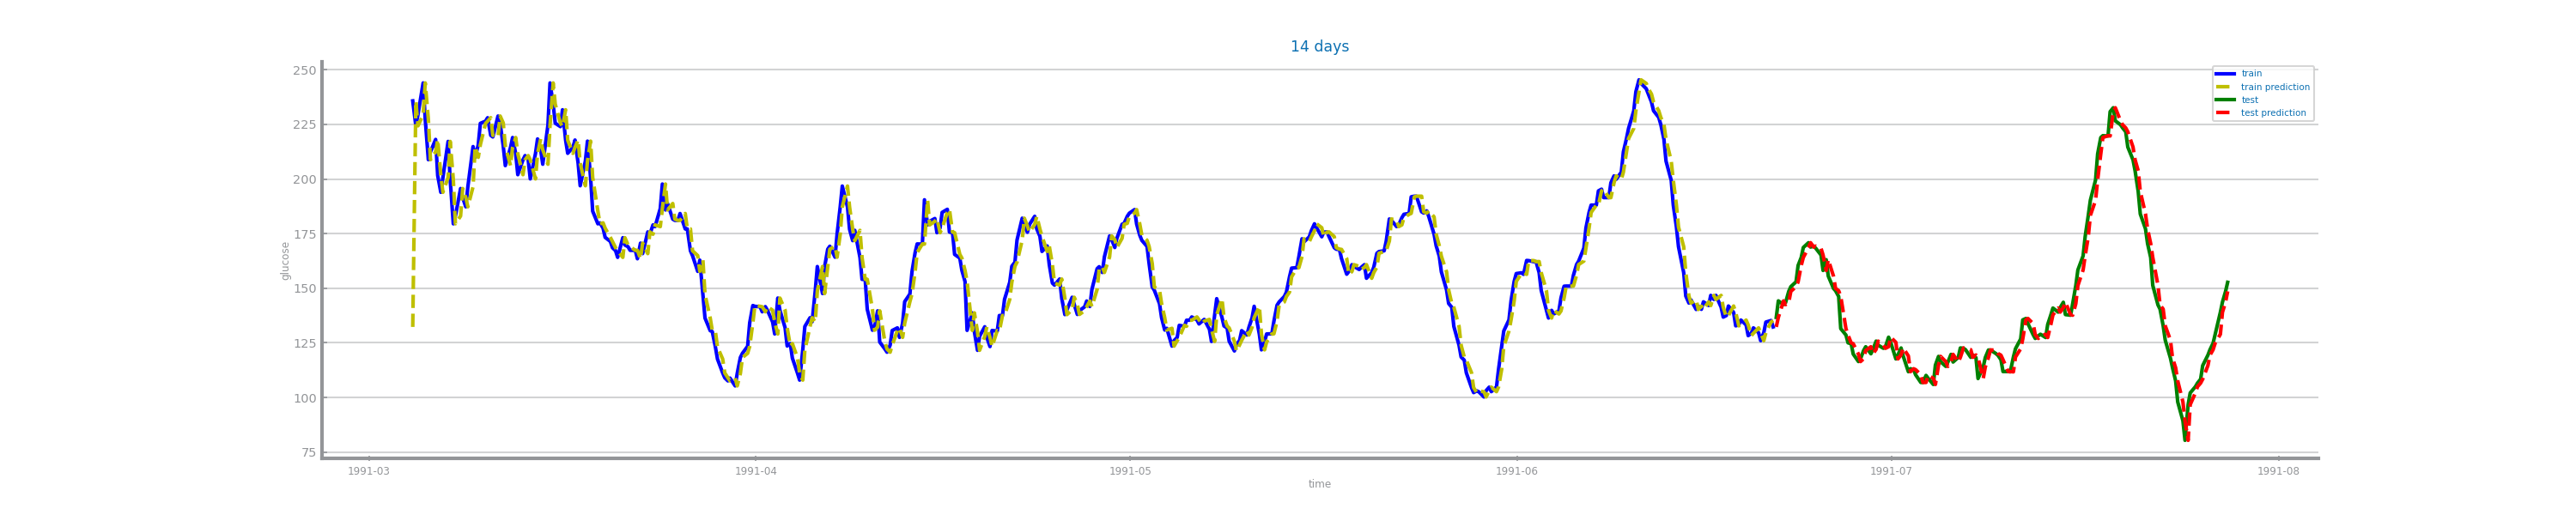 14 days
250
225
200
175
150
125
100
75
glucose
train
train prediction
test
test prediction
1991-03 1991-04 1991-05 1991-06 1991-07 1991-08
time